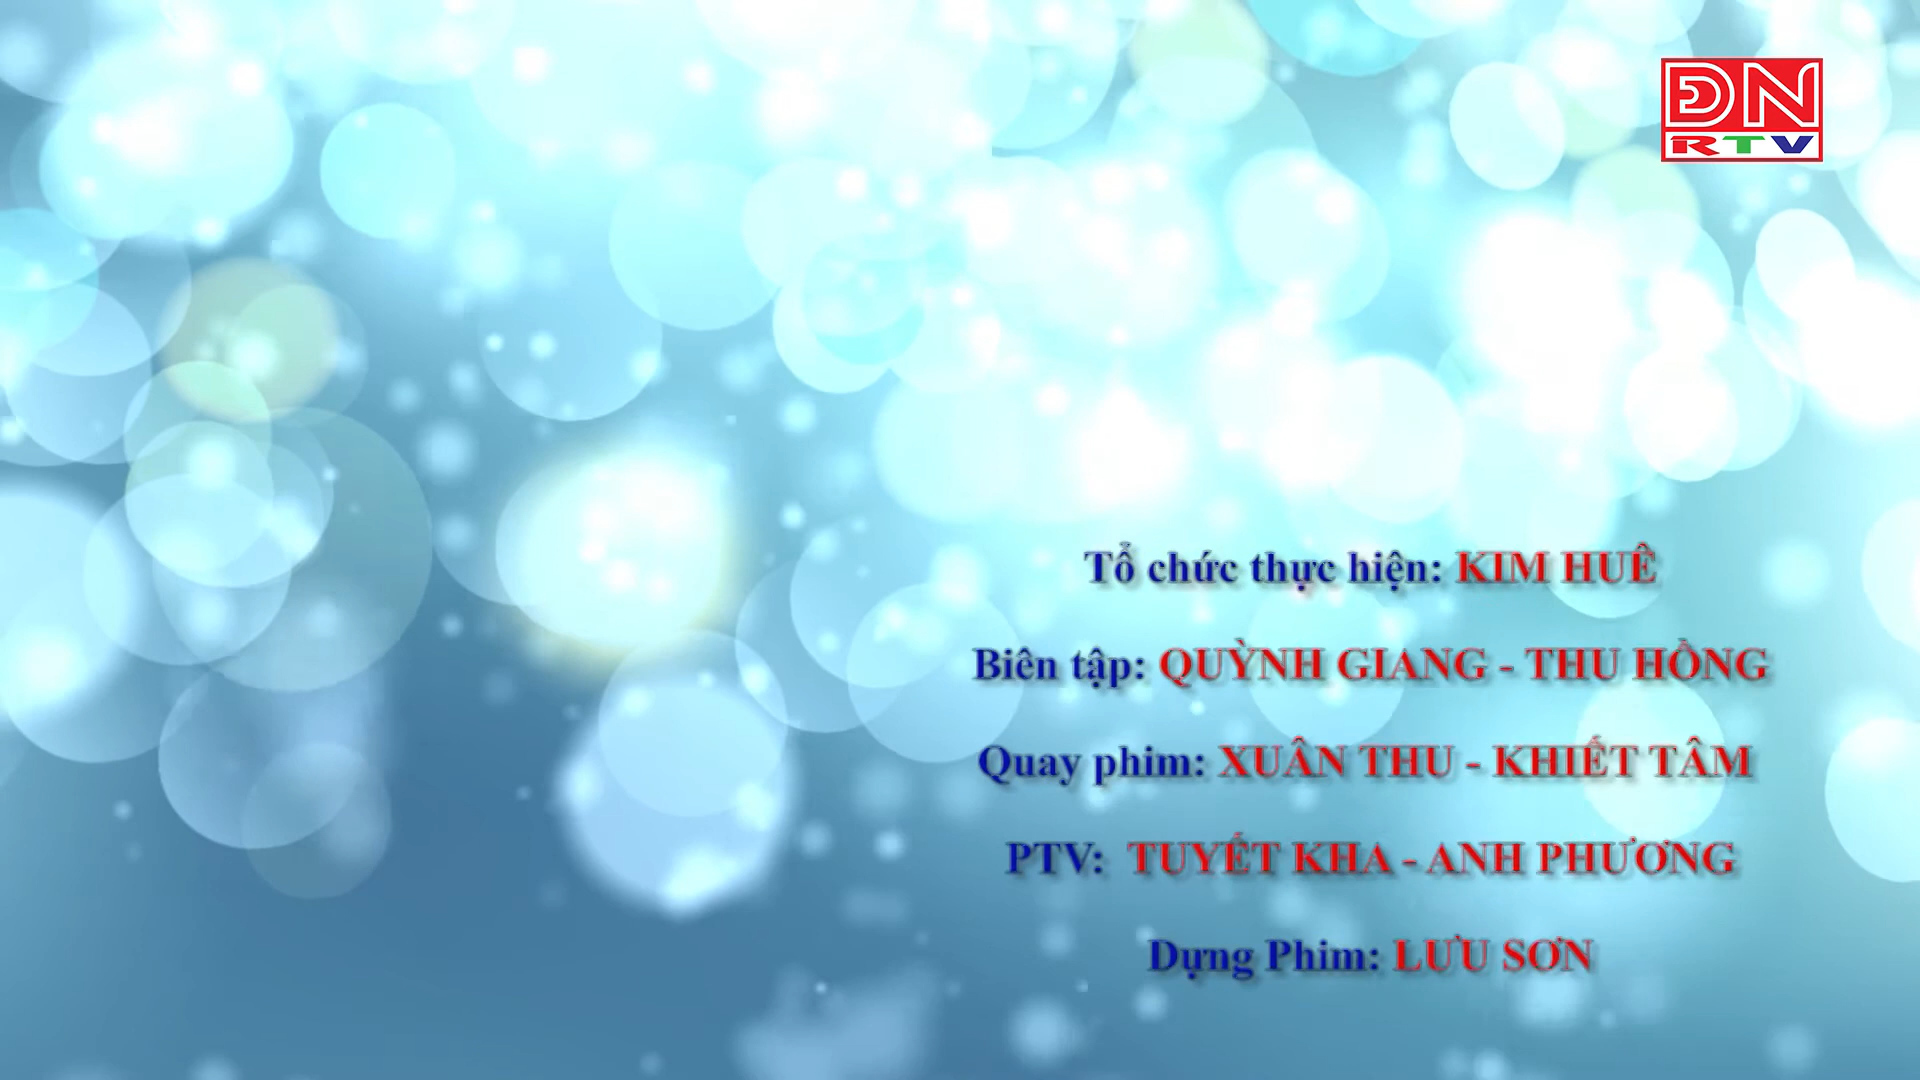 ĐN
RTV
Tổ chức thực hiện: KIM HUÊ
Biên tập: QUỲNH GIANG - THU HỒNG
Quay phim: XUÂN THU - KHIẾT TÂM
PTV: TUYẾT KHA - ANH PHƯƠNG
Dựng Phim: LƯU SƠN